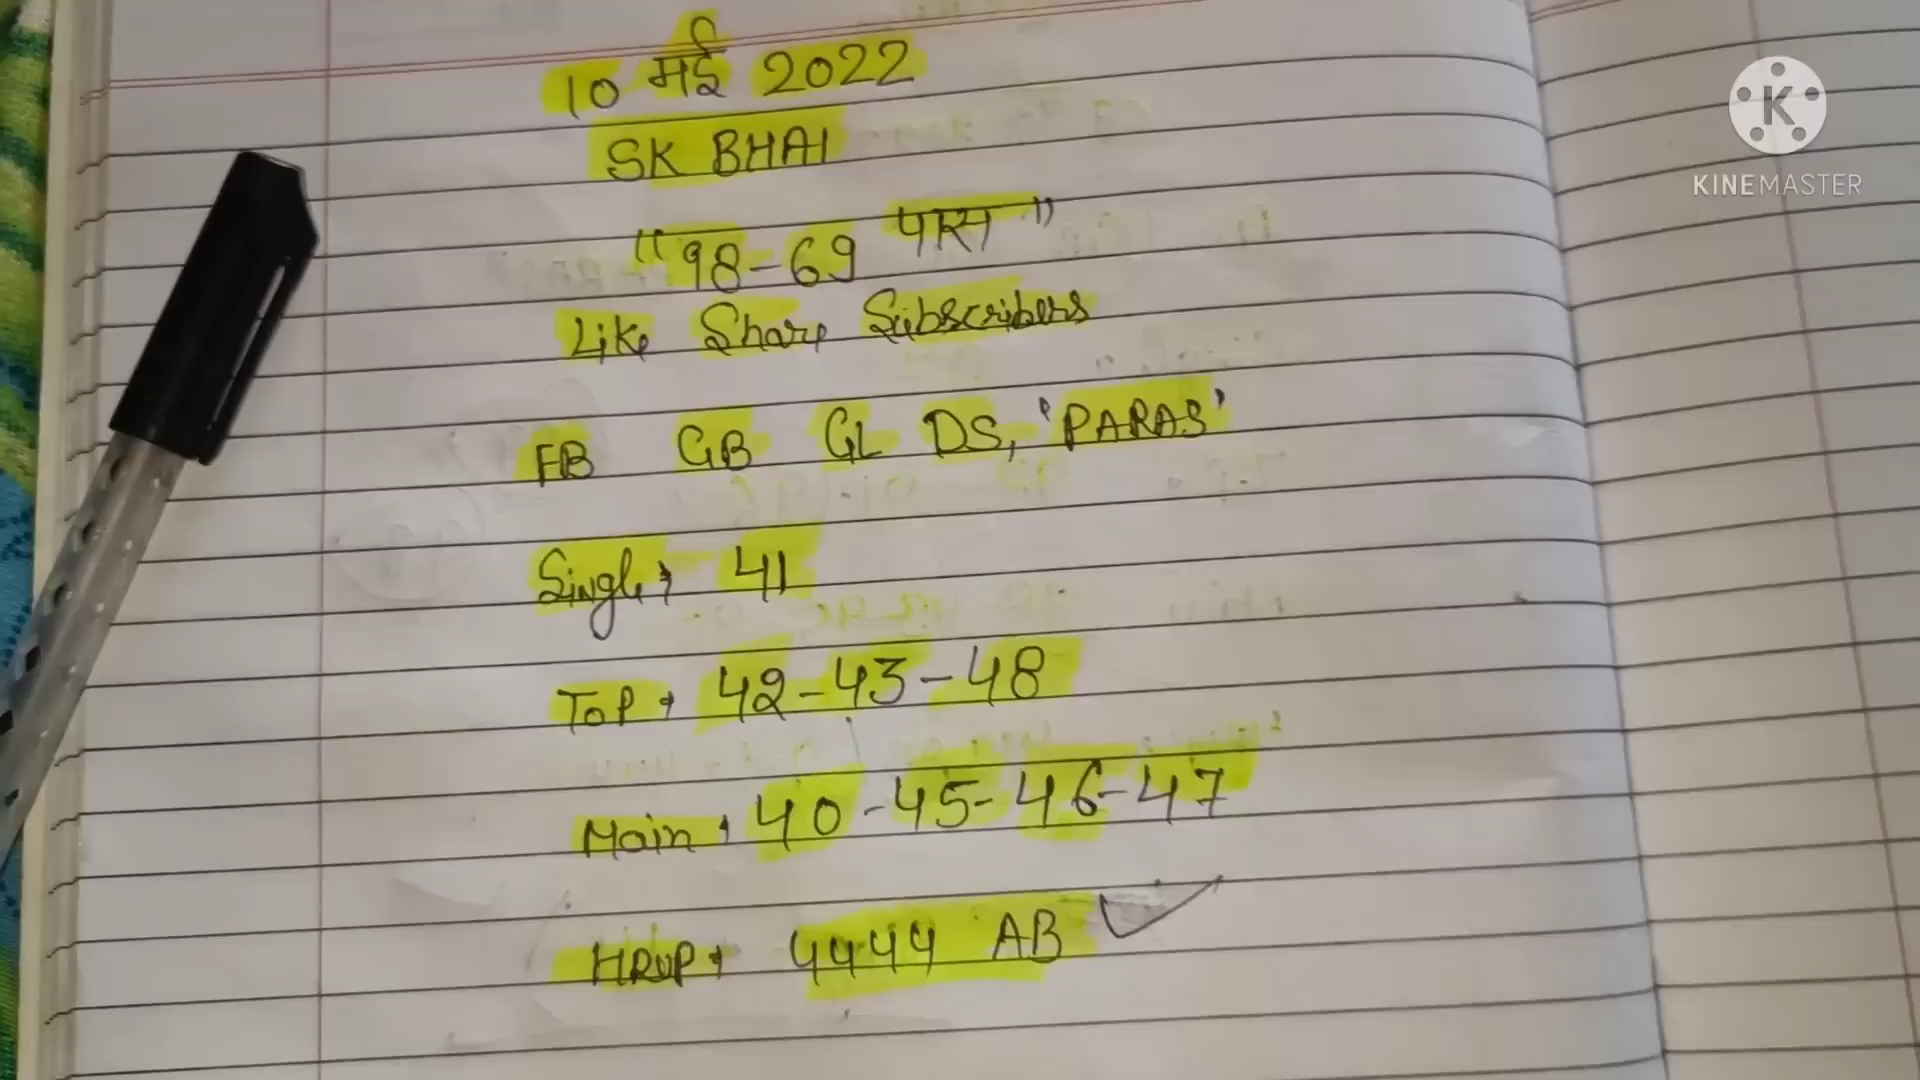 10 मई 2022
SK BHAI
"98-69 पास"
Like Share Subscribers
FB GB GL DS, 'PARAS'
Single → 41
Top → 42-43-48
Main → 40-45-46-47
HRUP → 4444 AB ✓
K
KINEMASTER